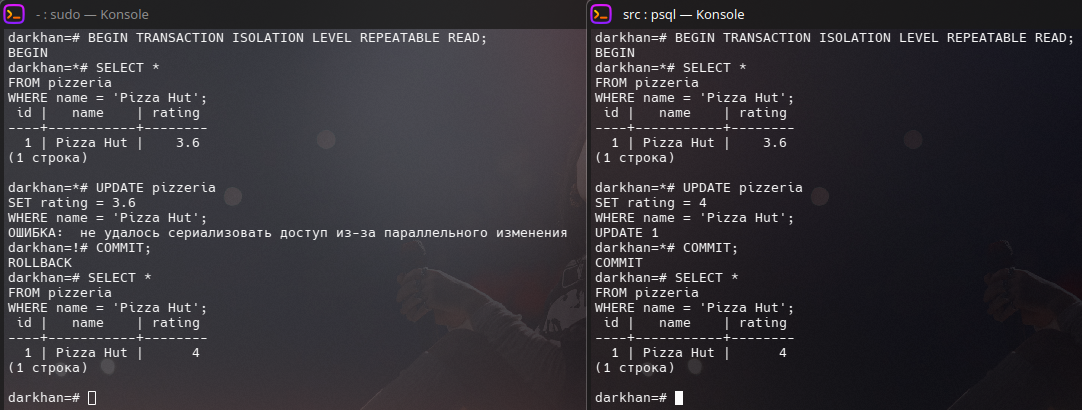 - : sudo — Konsole
darkhan=# BEGIN TRANSACTION ISOLATION LEVEL REPEATABLE READ;
BEGIN
darkhan=*# SELECT *
FROM pizzeria
WHERE name = 'Pizza Hut';
 id |   name    | rating
----+-----------+--------
  1 | Pizza Hut |    3.6
(1 строка)

darkhan=*# UPDATE pizzeria
SET rating = 3.6
WHERE name = 'Pizza Hut';
ОШИБКА:  не удалось сериализовать доступ из-за параллельного изменения
darkhan=!# COMMIT;
ROLLBACK
darkhan=# SELECT *
FROM pizzeria
WHERE name = 'Pizza Hut';
 id |   name    | rating
----+-----------+--------
  1 | Pizza Hut |      4
(1 строка)

darkhan=#
src : psql — Konsole
darkhan=# BEGIN TRANSACTION ISOLATION LEVEL REPEATABLE READ;
BEGIN
darkhan=*# SELECT *
FROM pizzeria
WHERE name = 'Pizza Hut';
 id |   name    | rating
----+-----------+--------
  1 | Pizza Hut |    3.6
(1 строка)

darkhan=*# UPDATE pizzeria
SET rating = 4
WHERE name = 'Pizza Hut';
UPDATE 1
darkhan=*# COMMIT;
COMMIT
darkhan=# SELECT *
FROM pizzeria
WHERE name = 'Pizza Hut';
 id |   name    | rating
----+-----------+--------
  1 | Pizza Hut |      4
(1 строка)

darkhan=#